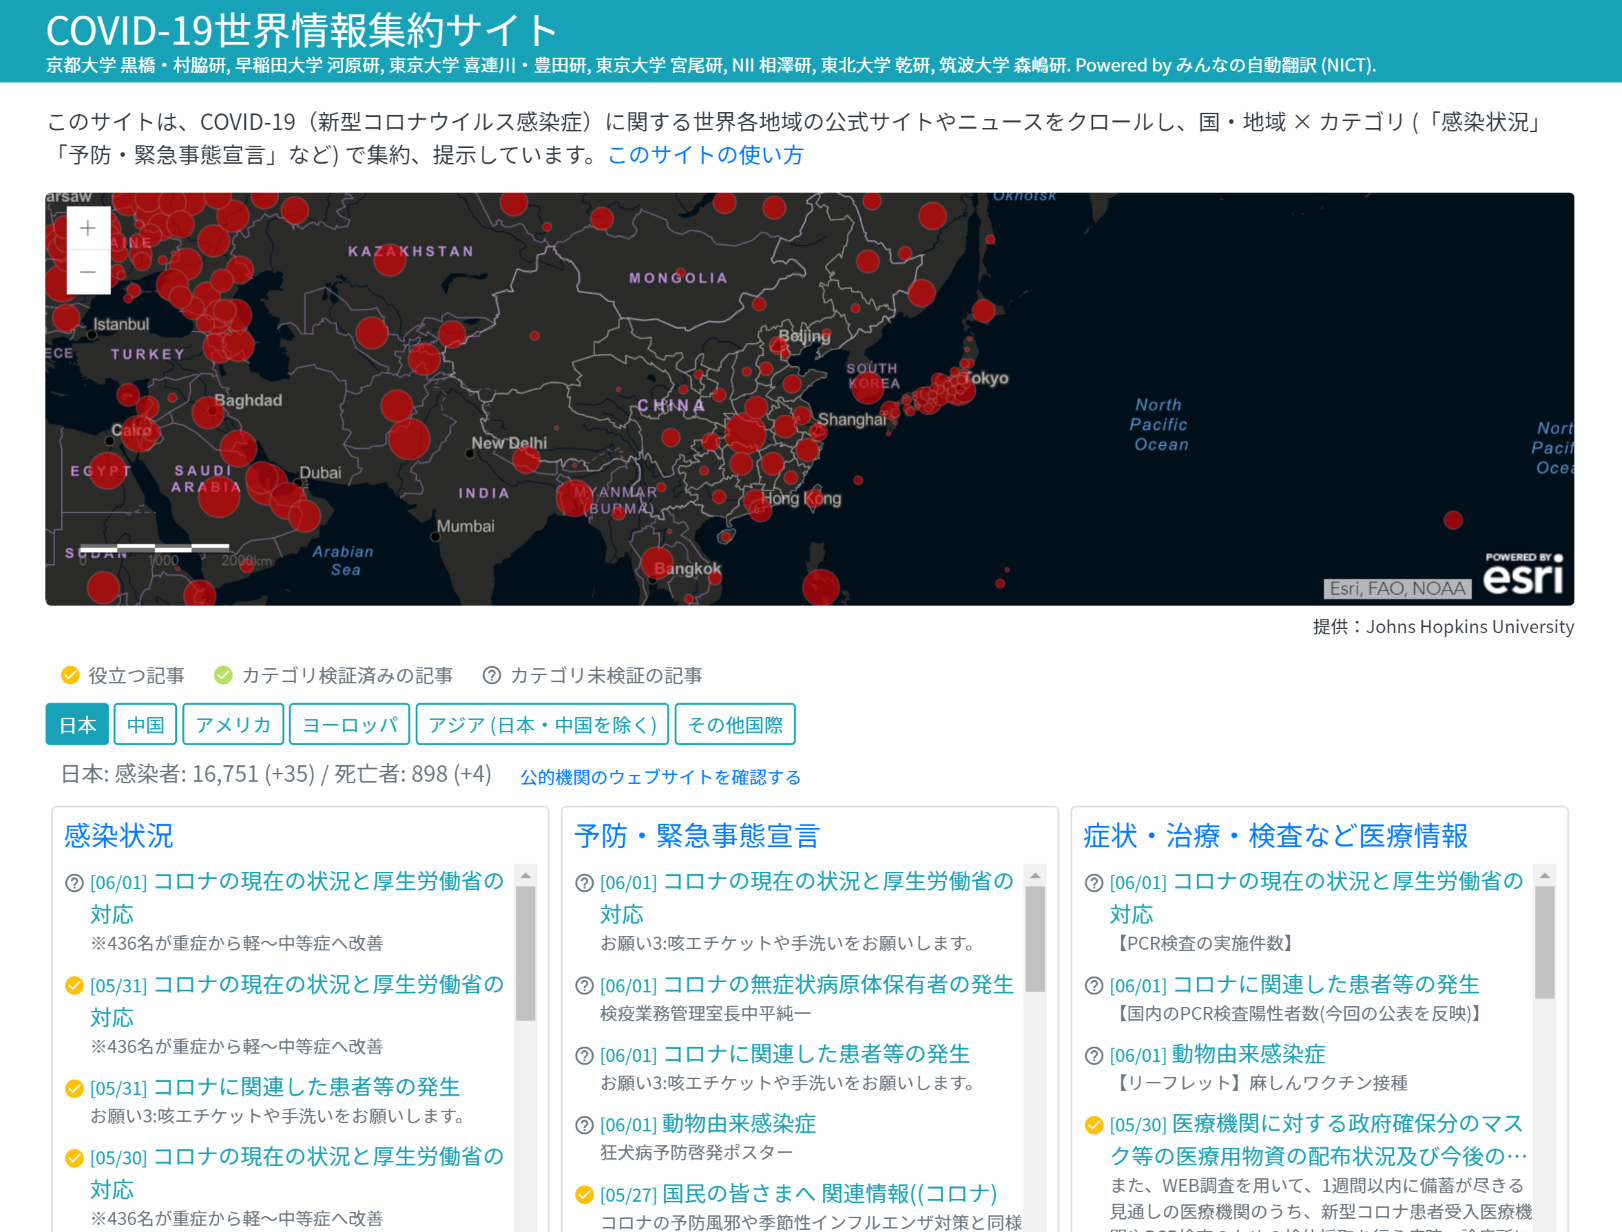 COVID-19世界情報集約サイト
京都大学 黒橋・村脇研, 早稲田大学 河原研, 東京大学 喜連川・豊田研, 東京大学 宮尾研, NII 相澤研, 東北大学 乾研, 筑波大学 森嶋研. Powered by みんなの自動翻訳 (NICT).
このサイトは、COVID-19（新型コロナウイルス感染症）に関する世界各地域の公式サイトやニュースをクロールし、国・地域 × カテゴリ (「感染状況」
「予防・緊急事態宣言」など) で集約、提示しています。このサイトの使い方
arsaw
Okhotsk
+
−
AINE
KAZAKHSTAN
MONGOLIA
Istanbul
ECE
TURKEY
Beijing
SOUTH
KOREA
Tokyo
Baghdad
CHINA
Shanghai
North
Pacific
Ocean
Cairo
New Delhi
Nort
Pacif
Ocea
EGYPT
SAUDI
ARABIA
Dubai
INDIA
MYANMAR
(BURMA)
Hong Kong
Mumbai
SUDAN
0 1000 2000km
Arabian
Sea
Bangkok
POWERED BY
esri
Esri, FAO, NOAA
提供：Johns Hopkins University
役立つ記事 カテゴリ検証済みの記事 カテゴリ未検証の記事
日本 中国 アメリカ ヨーロッパ アジア (日本・中国を除く) その他国際
日本: 感染者: 16,751 (+35) / 死亡者: 898 (+4) 公的機関のウェブサイトを確認する
感染状況
[06/01] コロナの現在の状況と厚生労働省の
対応
※436名が重症から軽～中等症へ改善
[05/31] コロナの現在の状況と厚生労働省の
対応
※436名が重症から軽～中等症へ改善
[05/31] コロナに関連した患者等の発生
お願い3:咳エチケットや手洗いをお願いします。
[05/30] コロナの現在の状況と厚生労働省の
対応
※436名が重症から軽～中等症へ改善
予防・緊急事態宣言
[06/01] コロナの現在の状況と厚生労働省の
対応
お願い3:咳エチケットや手洗いをお願いします。
[06/01] コロナの無症状病原体保有者の発生
検疫業務管理室長中平純一
[06/01] コロナに関連した患者等の発生
お願い3:咳エチケットや手洗いをお願いします。
[06/01] 動物由来感染症
狂犬病予防啓発ポスター
[05/27] 国民の皆さまへ 関連情報((コロナ)
コロナの予防風邪や季節性インフルエンザ対策と同様
症状・治療・検査など医療情報
[06/01] コロナの現在の状況と厚生労働省の
対応
【PCR検査の実施件数】
[06/01] コロナに関連した患者等の発生
【国内のPCR検査陽性者数(今回の公表を反映)】
[06/01] 動物由来感染症
【リーフレット】麻しんワクチン接種
[05/30] 医療機関に対する政府確保分のマス
ク等の医療用物資の配布状況及び今後の…
また、WEB調査を用いて、1週間以内に備蓄が尽きる
見通しの医療機関のうち、新型コロナ患者受入医療機